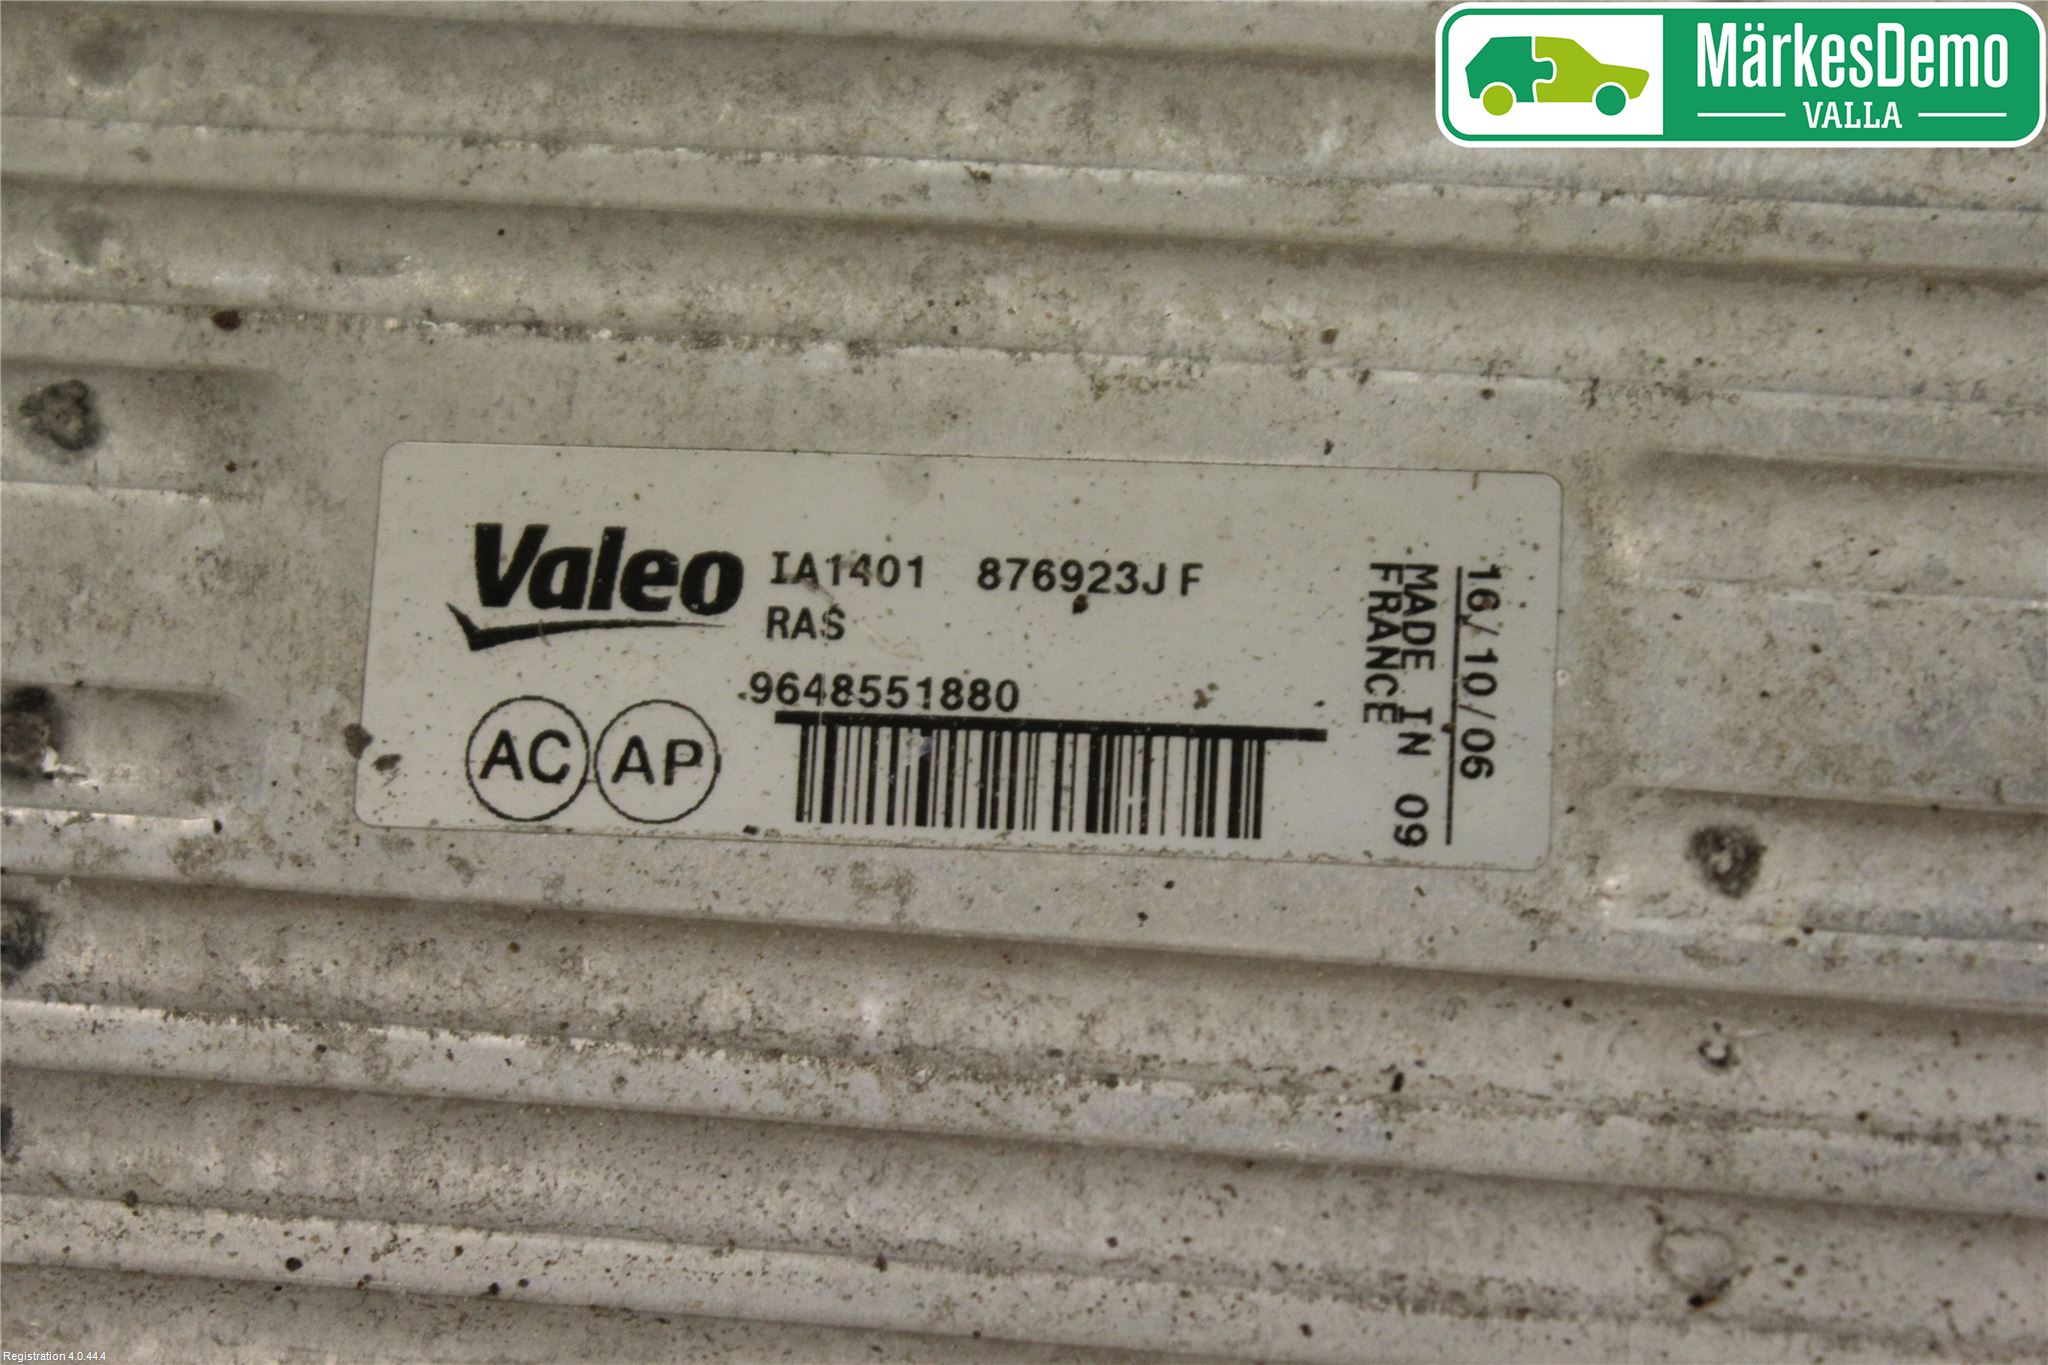 MärkesDemo
VALLA
Valeo IA1401 876923J F
RAS
9648551880
AC AP
16/10/06
MADE IN 09
FRANCE
Registration 4.0.44.4